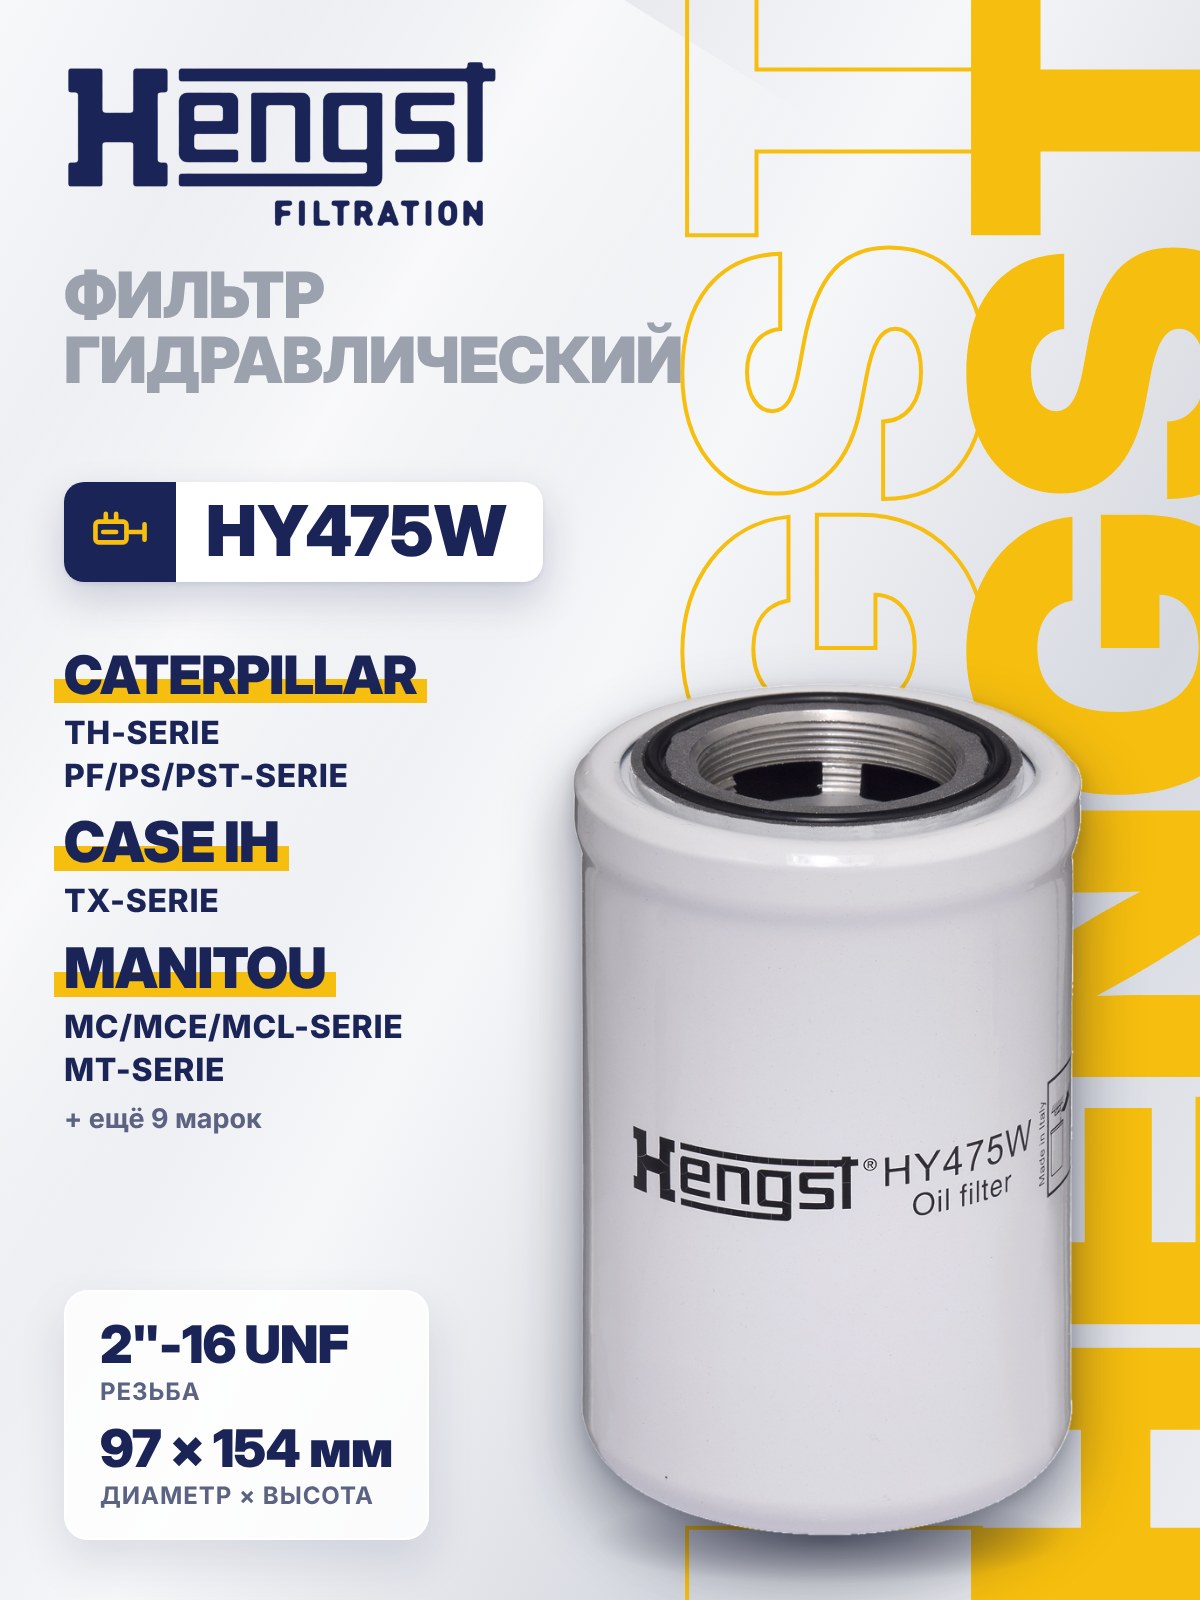 Hengst
FILTRATION
ФИЛЬТР
ГИДРАВЛИЧЕСКИЙ
HY475W
CATERPILLAR
TH-SERIE
PF/PS/PST-SERIE
CASE IH
TX-SERIE
MANITOU
MC/MCE/MCL-SERIE
MT-SERIE
+ ещё 9 марок
2"-16 UNF
РЕЗЬБА
97 × 154 мм
ДИАМЕТР × ВЫСОТА
Hengst® HY475W
Oil filter
Made in Italy
HENGST
HENGST